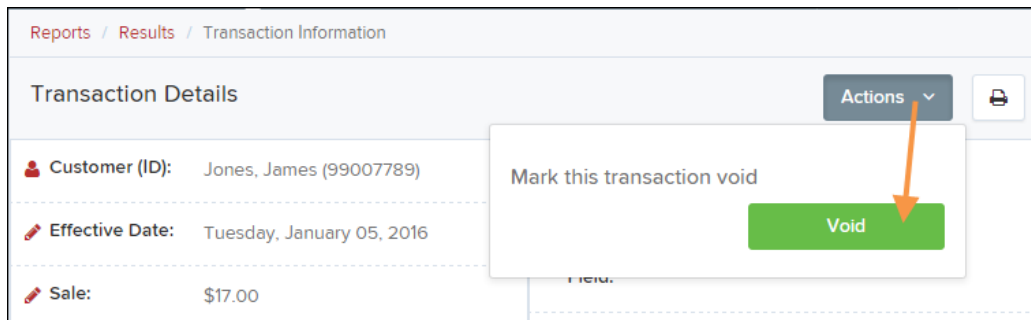 Reports / Results / Transaction Information
Transaction Details
Actions
Customer (ID): Jones, James (99007789)
Mark this transaction void
Effective Date: Tuesday, January 05, 2016
Void
Sale: $17.00
Field: